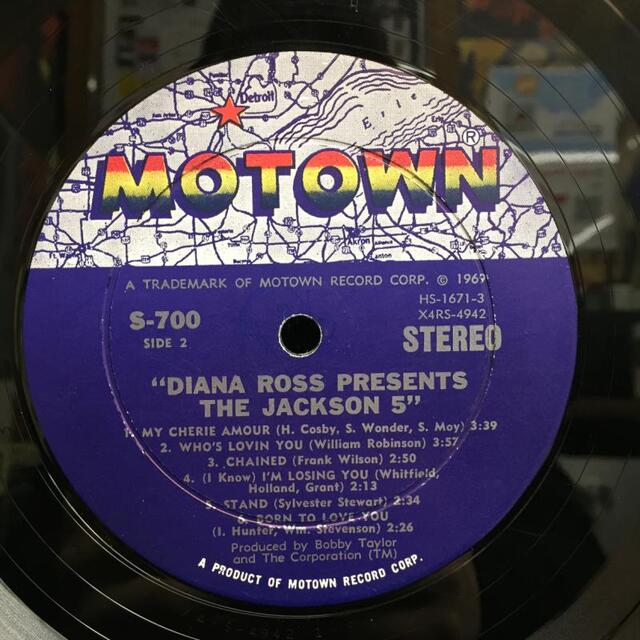 Detroit
Erie
MOTOWN®
Akron
A TRADEMARK OF MOTOWN RECORD CORP. © 1969
HS-1671-3
S-700
X4RS-4942
SIDE 2
STEREO
"DIANA ROSS PRESENTS
THE JACKSON 5"
1. MY CHERIE AMOUR (H. Cosby, S. Wonder, S. Moy) 3:39
2. WHO'S LOVIN YOU (William Robinson) 3:57
3. CHAINED (Frank Wilson) 2:50
4. (I Know) I'M LOSING YOU (Whitfield,
Holland, Grant) 2:13
5. STAND (Sylvester Stewart) 2:34
6. BORN TO LOVE YOU
(I. Hunter, Wm. Stevenson) 2:26
Produced by Bobby Taylor
and The Corporation (TM)
A PRODUCT OF MOTOWN RECORD CORP.